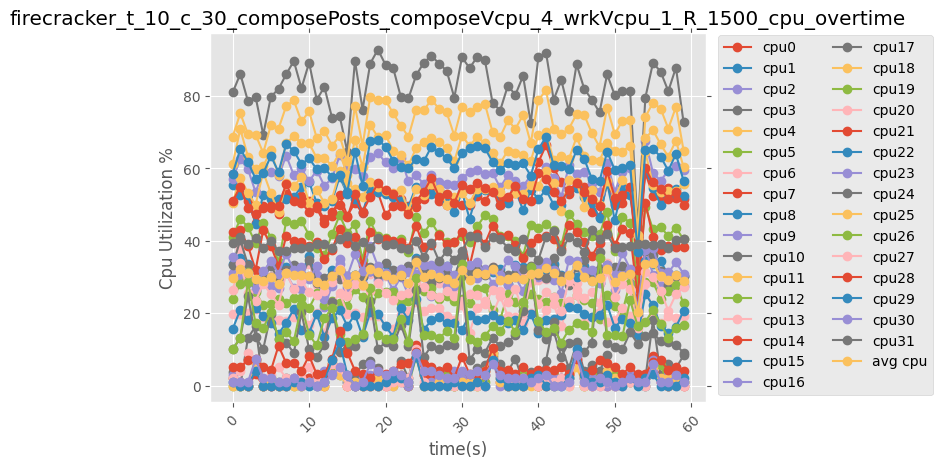 firecracker_t_10_c_30_composePosts_composeVcpu_4_wrkVcpu_1_R_1500_cpu_overtime
Cpu Utilization %
80
60
40
20
0
0
10
20
30
40
50
60
time(s)
cpu0
cpu1
cpu2
cpu3
cpu4
cpu5
cpu6
cpu7
cpu8
cpu9
cpu10
cpu11
cpu12
cpu13
cpu14
cpu15
cpu16
cpu17
cpu18
cpu19
cpu20
cpu21
cpu22
cpu23
cpu24
cpu25
cpu26
cpu27
cpu28
cpu29
cpu30
cpu31
avg cpu